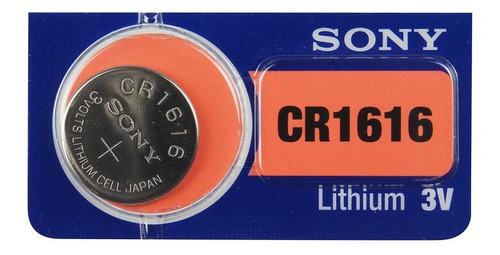 SONY
CR1616
Lithium 3V
CR1616
SONY
+
3 VOLTS LITHIUM CELL JAPAN